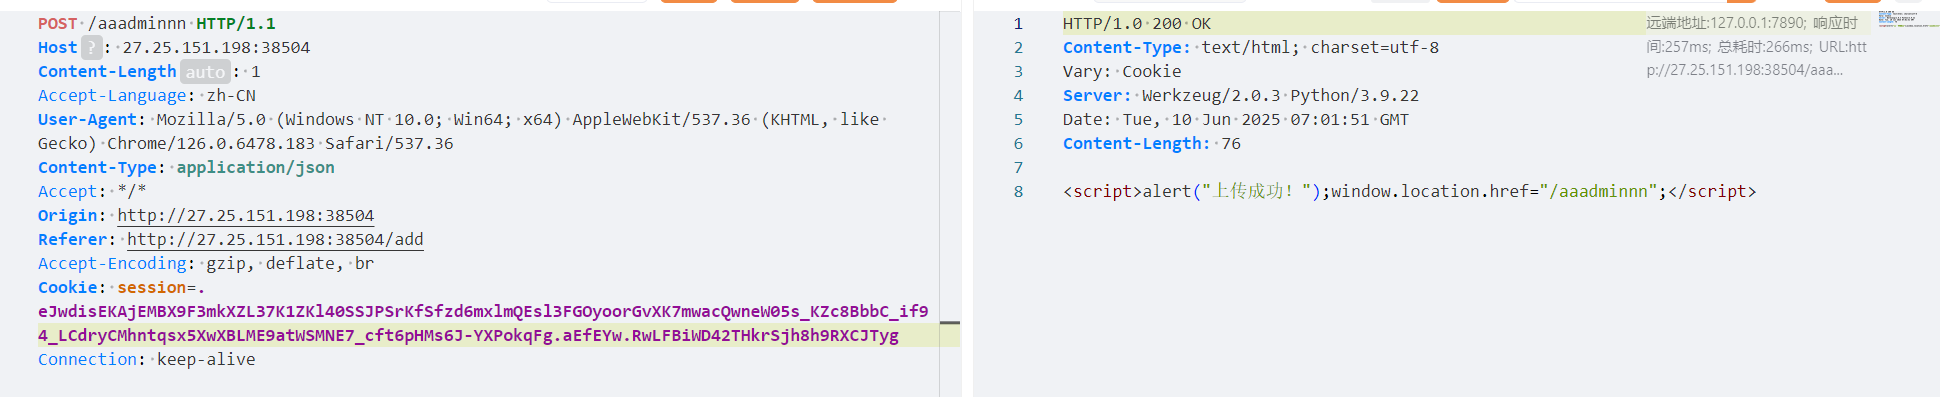 POST /aaadminnn HTTP/1.1
Host ? : 27.25.151.198:38504
Content-Length auto : 1
Accept-Language: zh-CN
User-Agent: Mozilla/5.0 (Windows NT 10.0; Win64; x64) AppleWebKit/537.36 (KHTML, like
Gecko) Chrome/126.0.6478.183 Safari/537.36
Content-Type: application/json
Accept: */*
Origin: http://27.25.151.198:38504
Referer: http://27.25.151.198:38504/add
Accept-Encoding: gzip, deflate, br
Cookie: session=.
eJwdisEKAjEMBX9F3mkXZL37K1ZKl40SSJPSrKfSfzd6mxlmQEsl3FGOyoorGvXK7mwacQwneW05s_KZc8BbbC_if9
4_LCdryCMhntqsx5XwXBLME9atWSMNE7_cft6pHMs6J-YXPokqFg.aEfEYw.RwLFBiWD42THkrSjh8h9RXCJTyg
Connection: keep-alive
1 HTTP/1.0 200 OK
2 Content-Type: text/html; charset=utf-8
3 Vary: Cookie
4 Server: Werkzeug/2.0.3 Python/3.9.22
5 Date: Tue, 10 Jun 2025 07:01:51 GMT
6 Content-Length: 76
7
8 <script>alert("上传成功！");window.location.href="/aaadminnn";</script>
远端地址:127.0.0.1:7890; 响应时
间:257ms; 总耗时:266ms; URL:htt
p://27.25.151.198:38504/aaa...